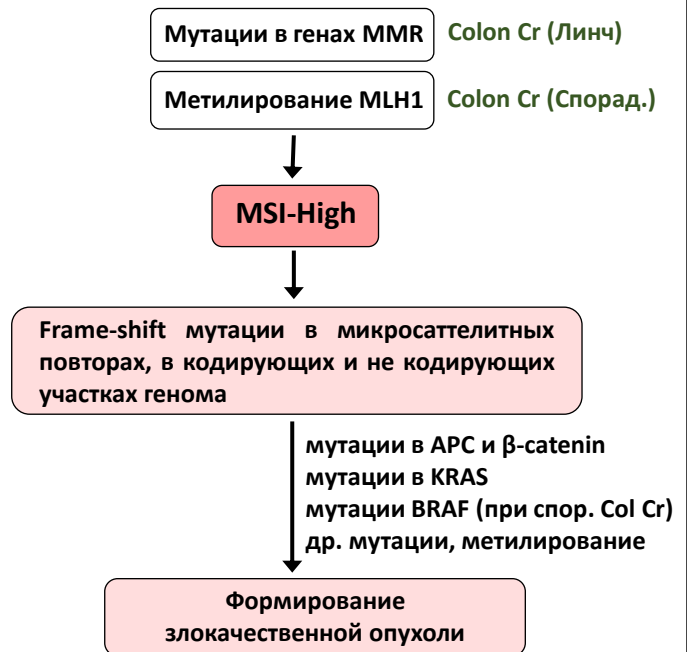 Мутации в генах MMR Colon Cr (Линч)
Метилирование MLH1 Colon Cr (Спорад.)
MSI-High
Frame-shift мутации в микросаттелитных
повторах, в кодирующих и не кодирующих
участках генома
мутации в APC и β-catenin
мутации в KRAS
мутации BRAF (при спор. Col Cr)
др. мутации, метилирование
Формирование
злокачественной опухоли